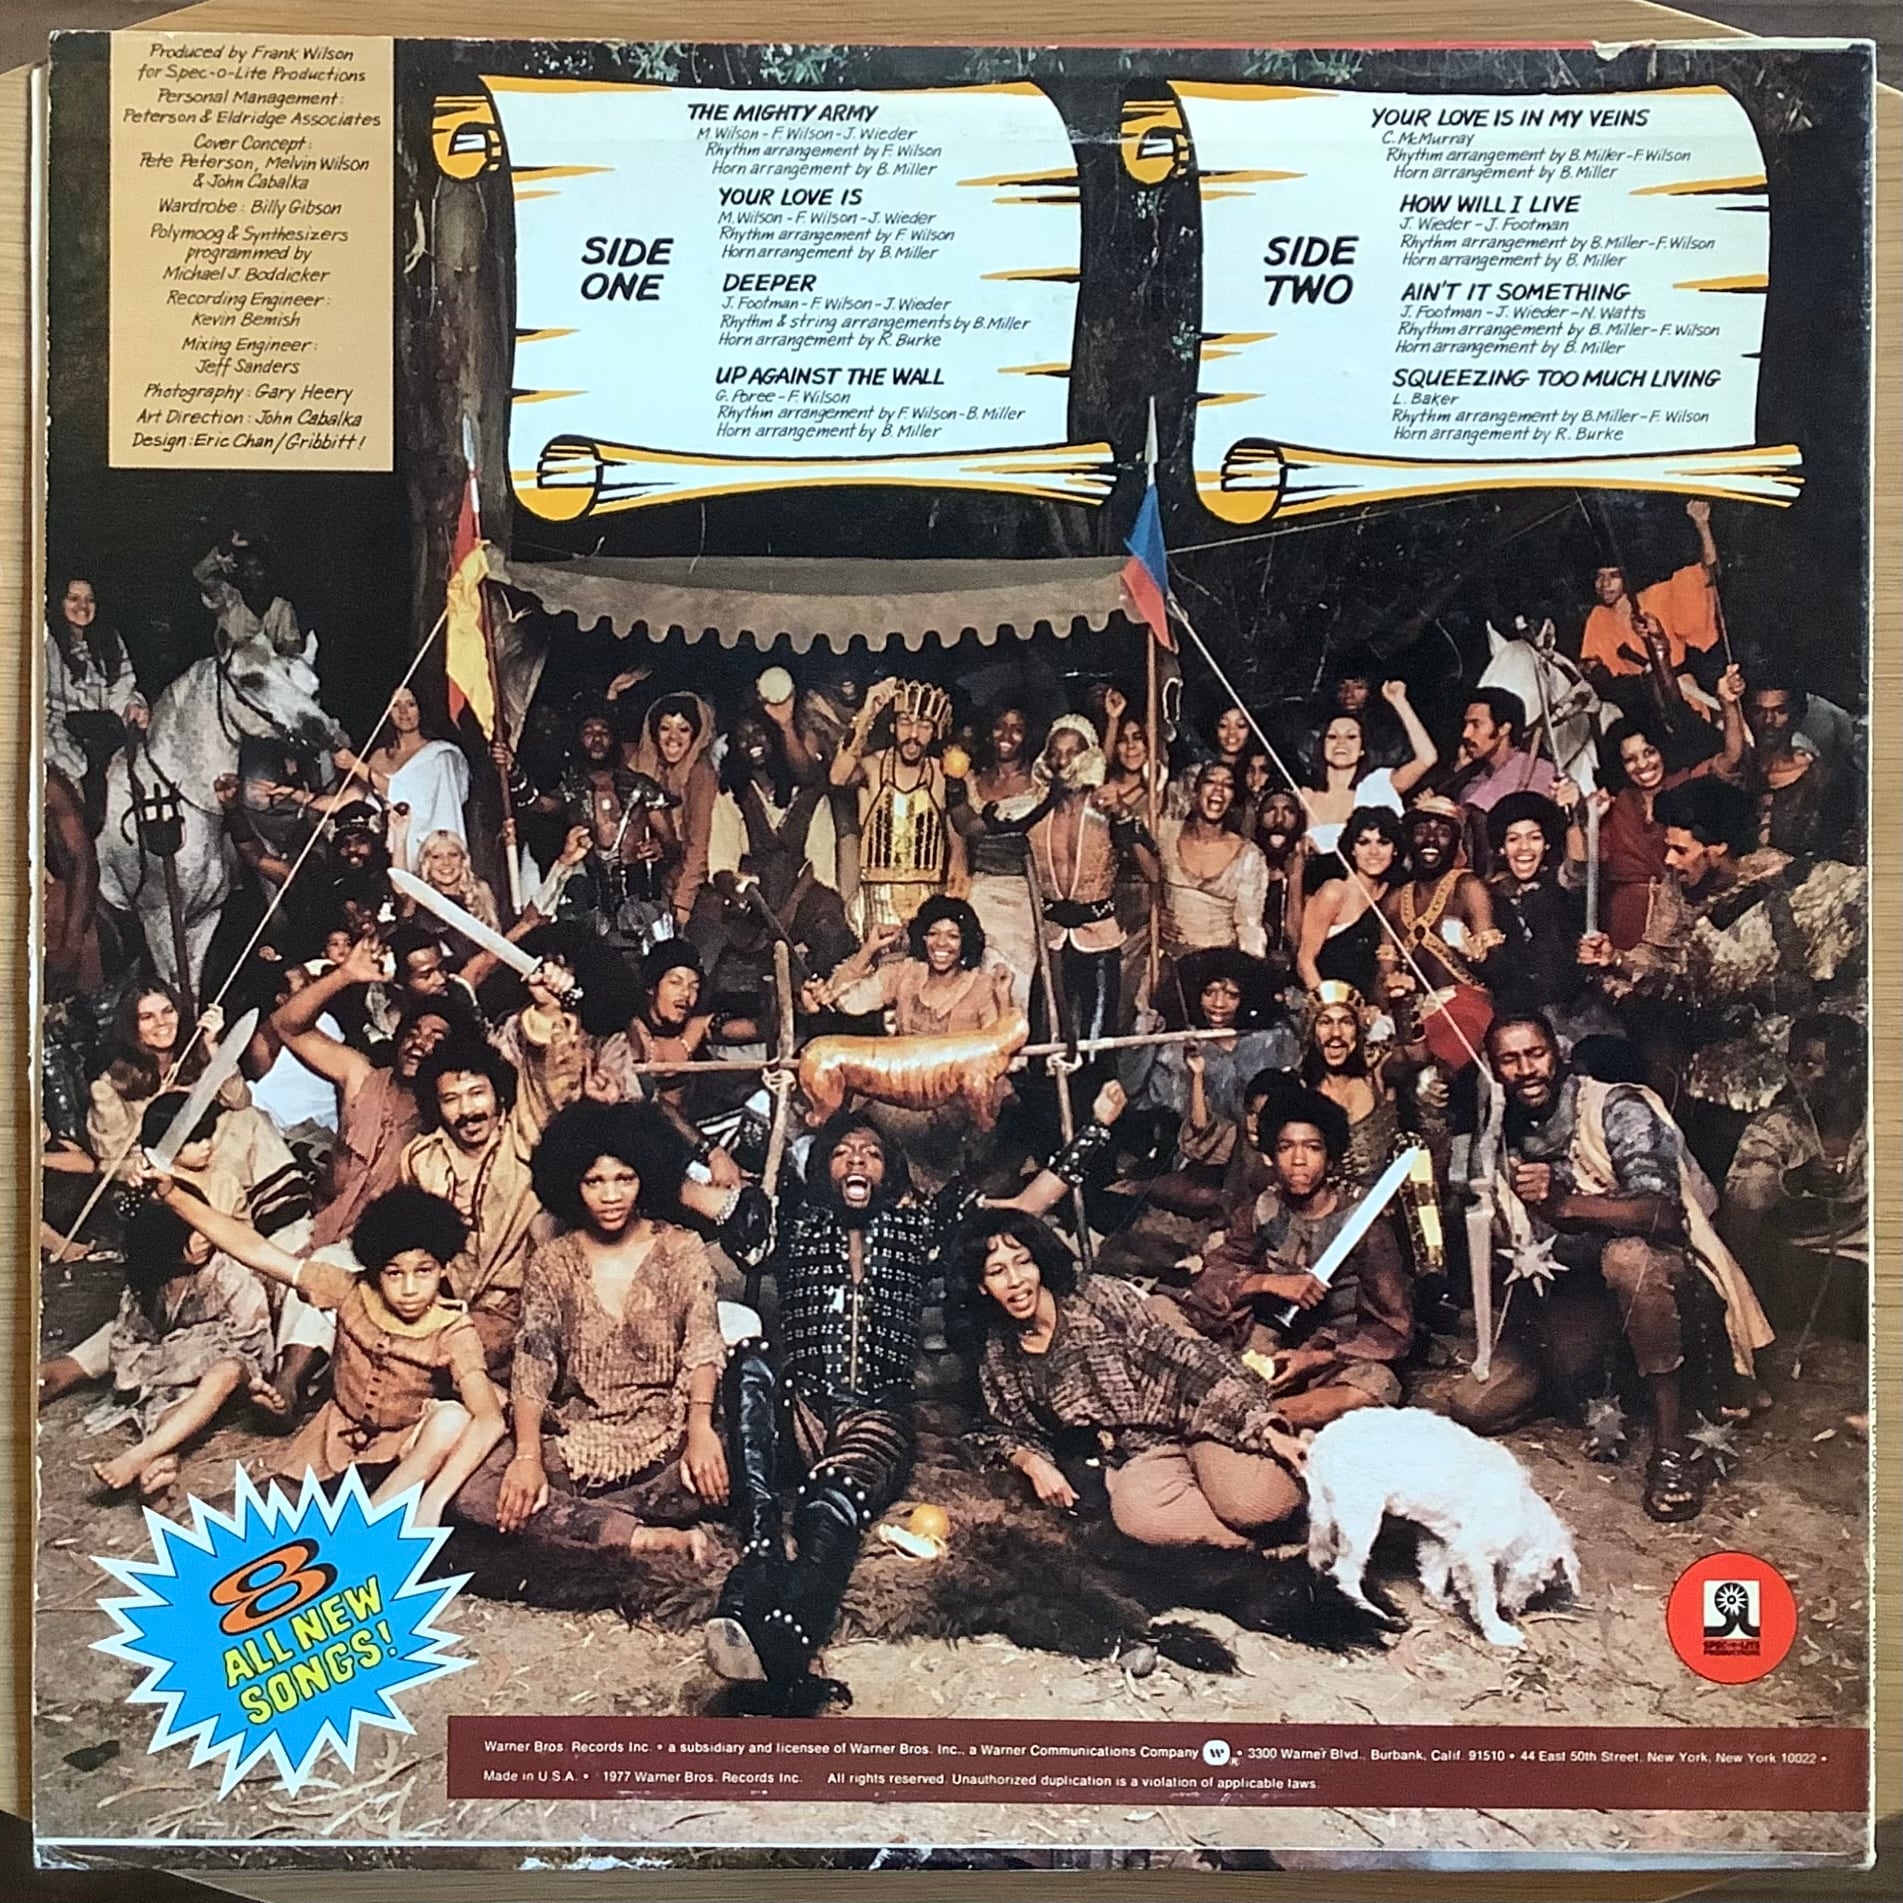 Produced by Frank Wilson
for Spec-o-Lite Productions
Personal Management:
Peterson & Eldridge Associates
Cover Concept:
Pete Peterson, Melvin Wilson
& John Cabalka
Wardrobe: Billy Gibson
Polymoog & Synthesizers
programmed by
Michael J. Boddicker
Recording Engineer:
Kevin Bemish
Mixing Engineer:
Jeff Sanders
Photography: Gary Heery
Art Direction: John Cabalka
Design: Eric Chan/Gribbitt!
SIDE
ONE
THE MIGHTY ARMY
M. Wilson - F. Wilson - J. Wieder
Rhythm arrangement by F. Wilson
Horn arrangement by B. Miller
YOUR LOVE IS
M. Wilson - F. Wilson - J. Wieder
Rhythm arrangement by F. Wilson
Horn arrangement by B. Miller
DEEPER
J. Footman - F. Wilson - J. Wieder
Rhythm & string arrangements by B. Miller
Horn arrangement by R. Burke
UP AGAINST THE WALL
G. Poree - F. Wilson
Rhythm arrangement by F. Wilson - B. Miller
Horn arrangement by B. Miller
SIDE
TWO
YOUR LOVE IS IN MY VEINS
C. McMurray
Rhythm arrangement by B. Miller - F. Wilson
Horn arrangement by B. Miller
HOW WILL I LIVE
J. Wieder - J. Footman
Rhythm arrangement by B. Miller - F. Wilson
Horn arrangement by B. Miller
AIN'T IT SOMETHING
J. Footman - J. Wieder - N. Watts
Rhythm arrangement by B. Miller - F. Wilson
Horn arrangement by B. Miller
SQUEEZING TOO MUCH LIVING
L. Baker
Rhythm arrangement by B. Miller - F. Wilson
Horn arrangement by R. Burke
8
ALL NEW
SONGS!
SPEC-O-LITE
PRODUCTIONS
Warner Bros. Records Inc. • a subsidiary and licensee of Warner Bros. Inc., a Warner Communications Company W ® • 3300 Warner Blvd., Burbank, Calif. 91510 • 44 East 50th Street, New York, New York 10022 •
Made in U.S.A. • 1977 Warner Bros. Records Inc. All rights reserved. Unauthorized duplication is a violation of applicable laws.